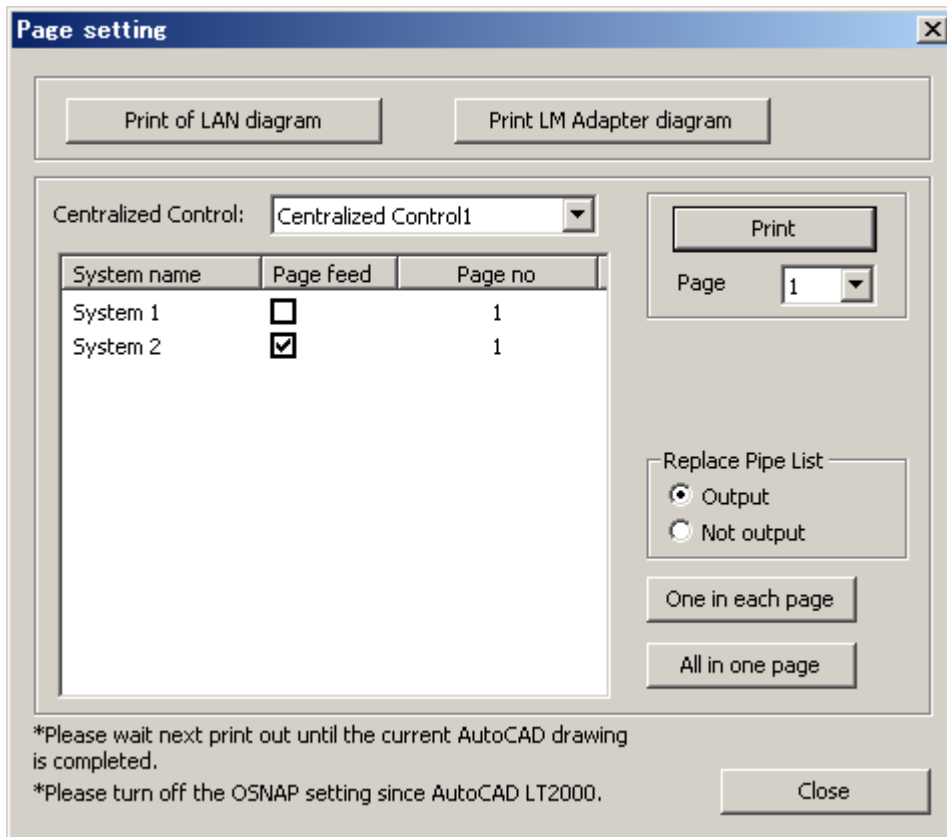 Page setting
Print of LAN diagram
Print LM Adapter diagram
Centralized Control:
Centralized Control1
Print
Page
1
System name
Page feed
Page no
System 1
1
System 2
1
Replace Pipe List
Output
Not output
One in each page
All in one page
*Please wait next print out until the current AutoCAD drawing
is completed.
*Please turn off the OSNAP setting since AutoCAD LT2000.
Close